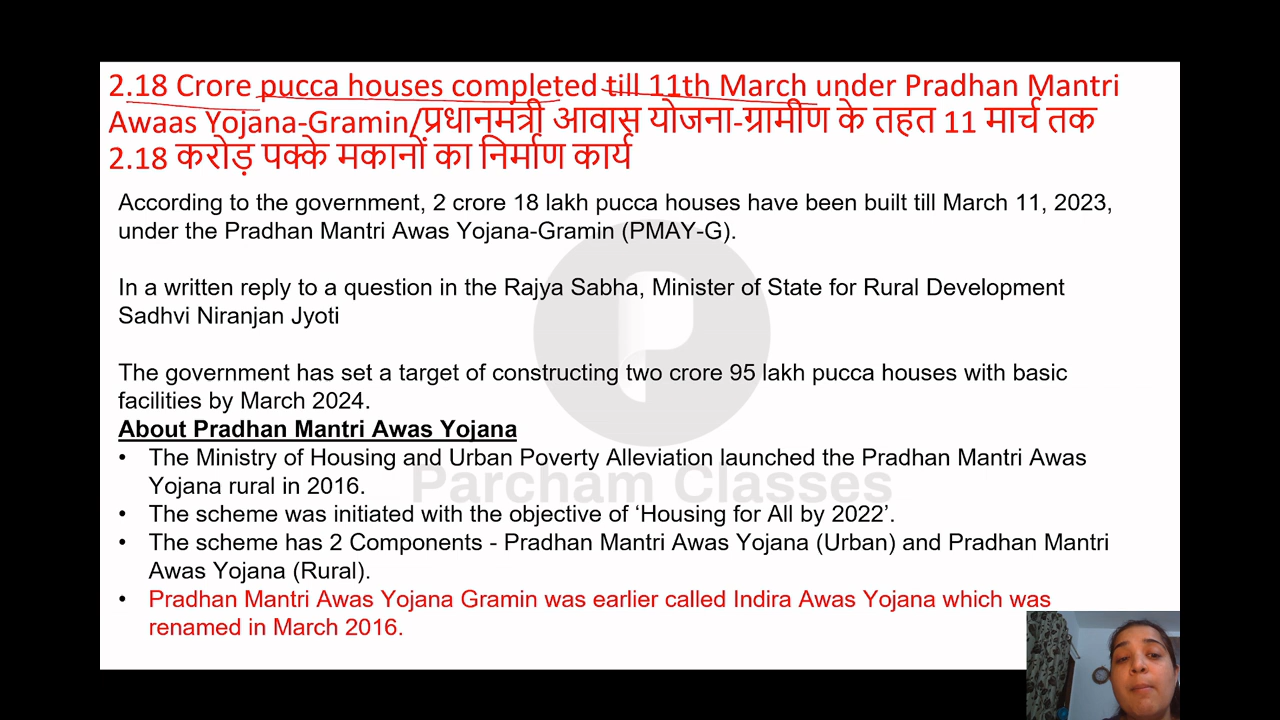 2.18 Crore pucca houses completed till 11th March under Pradhan Mantri
Awaas Yojana-Gramin/प्रधानमंत्री आवास योजना-ग्रामीण के तहत 11 मार्च तक
2.18 करोड़ पक्के मकानों का निर्माण कार्य
According to the government, 2 crore 18 lakh pucca houses have been built till March 11, 2023,
under the Pradhan Mantri Awas Yojana-Gramin (PMAY-G).
In a written reply to a question in the Rajya Sabha, Minister of State for Rural Development
Sadhvi Niranjan Jyoti
The government has set a target of constructing two crore 95 lakh pucca houses with basic
facilities by March 2024.
About Pradhan Mantri Awas Yojana
• The Ministry of Housing and Urban Poverty Alleviation launched the Pradhan Mantri Awas
Yojana rural in 2016.
Parcham Classes
• The scheme was initiated with the objective of ‘Housing for All by 2022’.
• The scheme has 2 Components - Pradhan Mantri Awas Yojana (Urban) and Pradhan Mantri
Awas Yojana (Rural).
• Pradhan Mantri Awas Yojana Gramin was earlier called Indira Awas Yojana which was
renamed in March 2016.